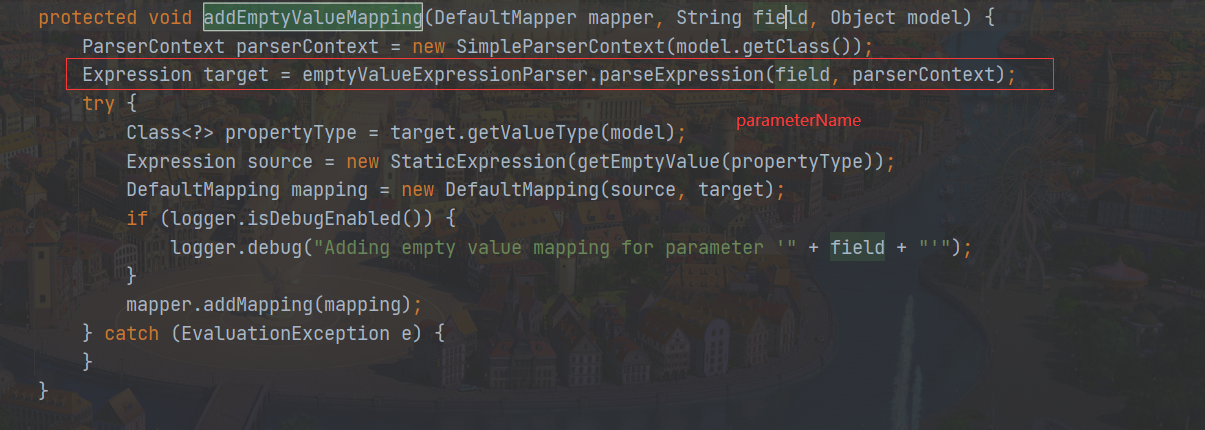 protected void addEmptyValueMapping(DefaultMapper mapper, String field, Object model) {
ParserContext parserContext = new SimpleParserContext(model.getClass());
Expression target = emptyValueExpressionParser.parseExpression(field, parserContext);
try {
parameterName
Class<?> propertyType = target.getValueType(model);
Expression source = new StaticExpression(getEmptyValue(propertyType));
DefaultMapping mapping = new DefaultMapping(source, target);
if (logger.isDebugEnabled()) {
logger.debug("Adding empty value mapping for parameter '" + field + "'");
}
mapper.addMapping(mapping);
} catch (EvaluationException e) {
}
}